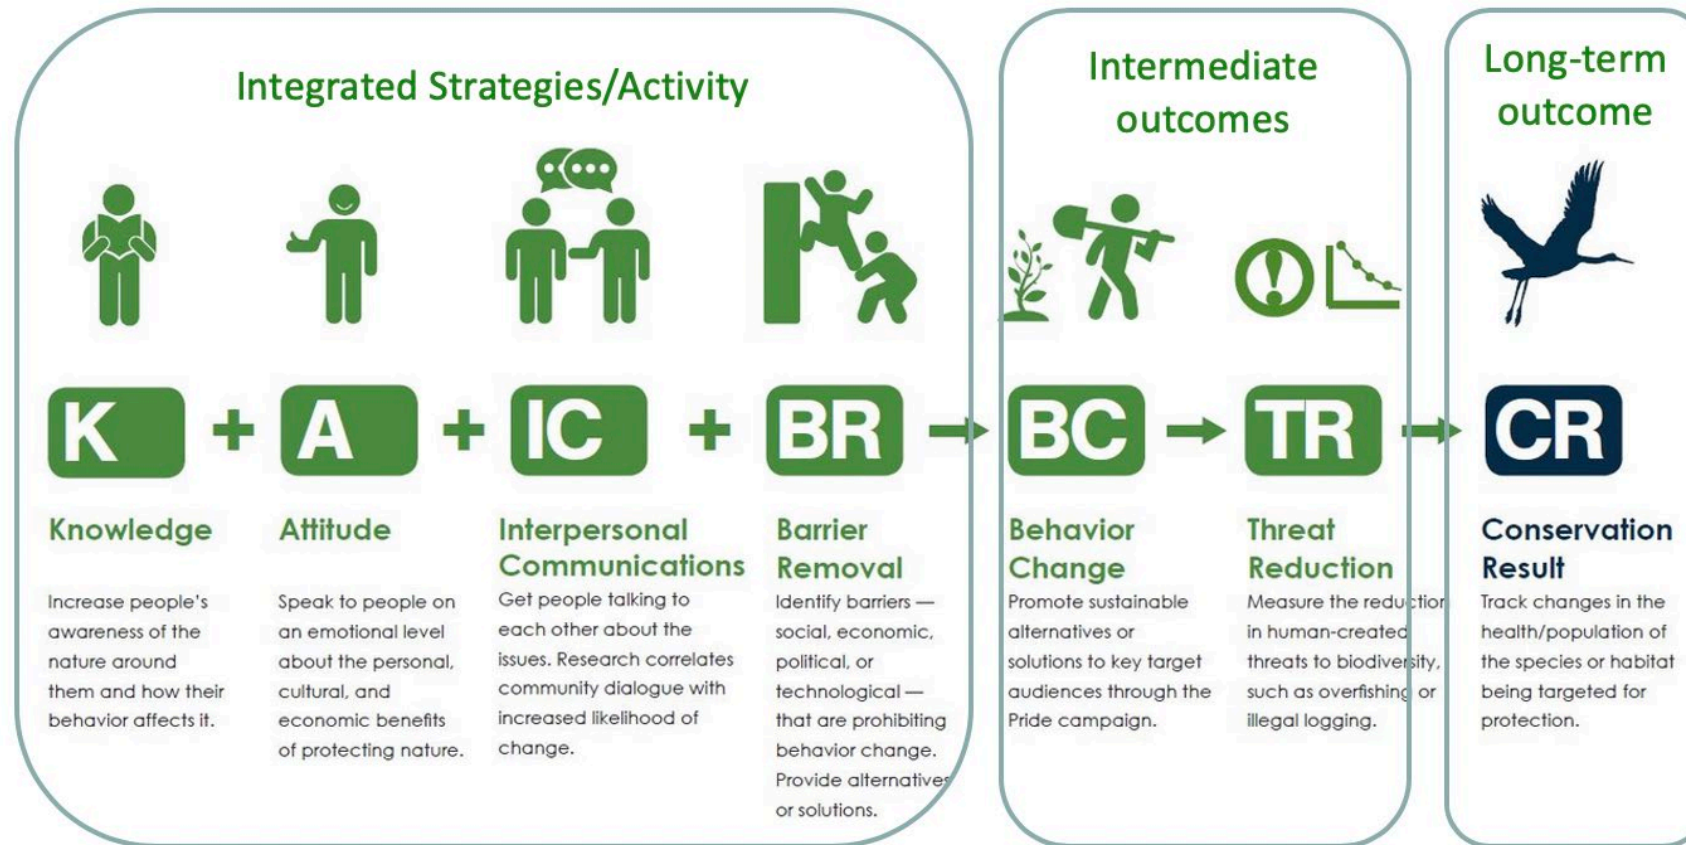 Integrated Strategies/Activity
Intermediate
outcomes
Long-term
outcome
K + A + IC + BR BC TR CR
Knowledge
Increase people's
awareness of the
nature around
them and how their
behavior affects it.
Attitude
Speak to people on
an emotional level
about the personal,
cultural, and
economic benefits
of protecting nature.
Interpersonal
Communications
Get people talking to
each other about the
issues. Research correlates
community dialogue with
increased likelihood of
change.
Barrier
Removal
Identify barriers —
social, economic,
political, or
technological —
that are prohibiting
behavior change.
Provide alternatives
or solutions.
Behavior
Change
Promote sustainable
alternatives or
solutions to key target
audiences through the
Pride campaign.
Threat
Reduction
Measure the reduction
in human-created
threats to biodiversity,
such as overfishing or
illegal logging.
Conservation
Result
Track changes in the
health/population of
the species or habitat
being targeted for
protection.